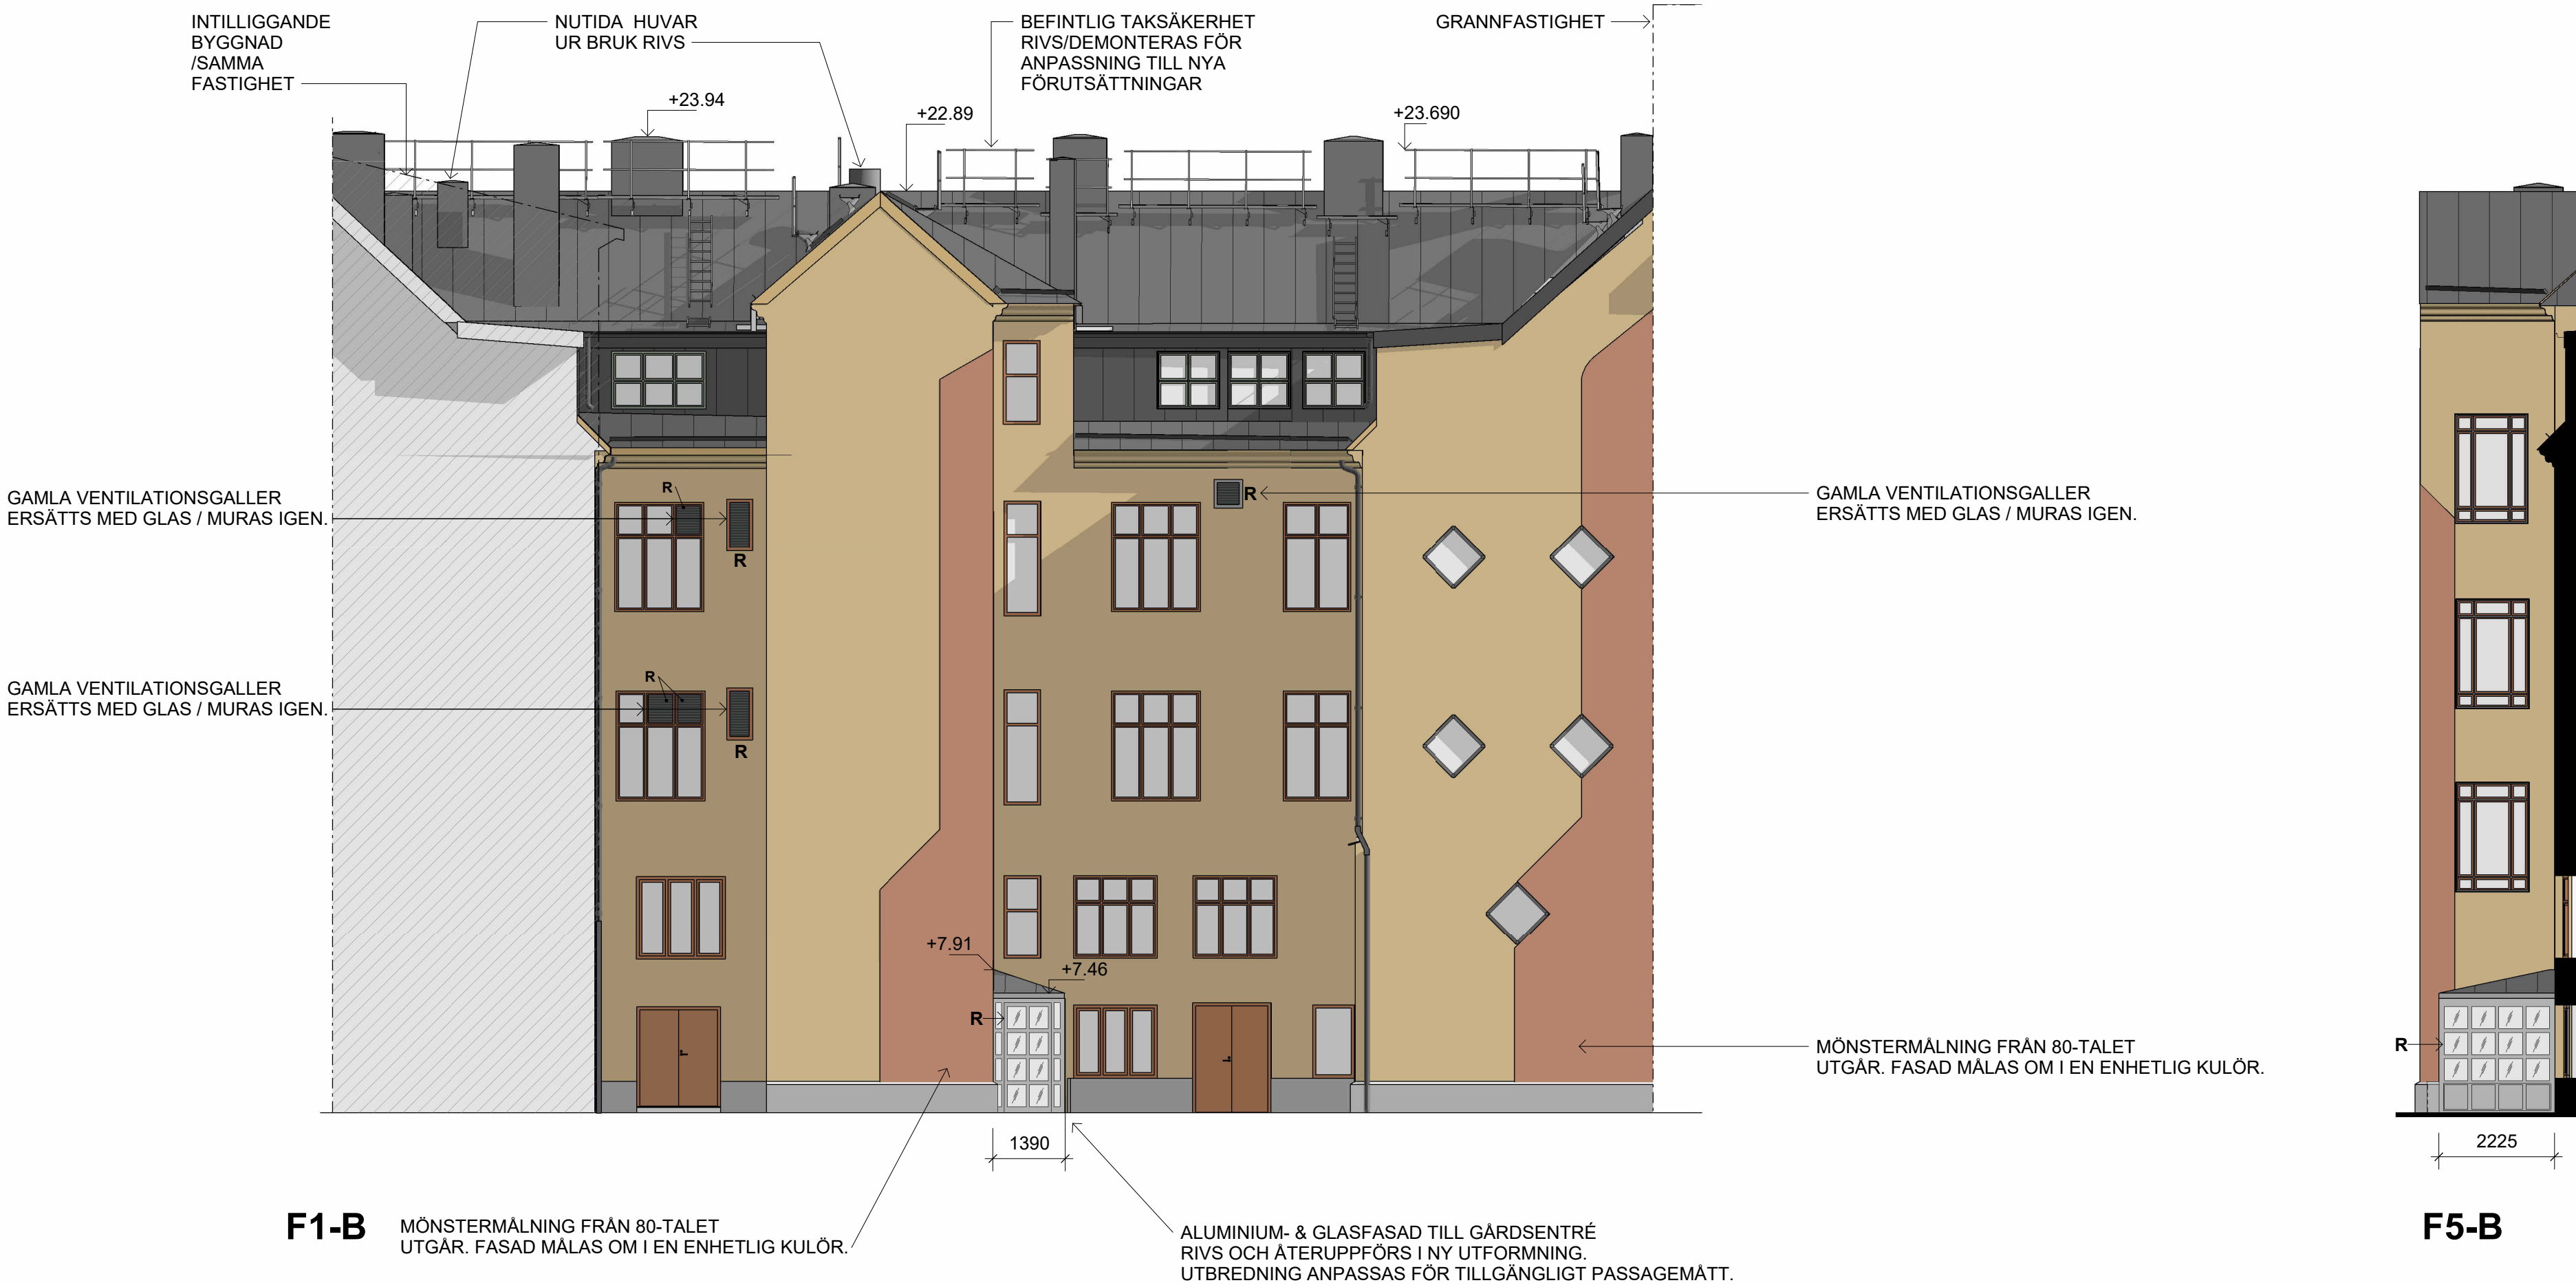 INTILLIGGANDE
BYGGNAD
/SAMMA
FASTIGHET
NUTIDA HUVAR
UR BRUK RIVS
BEFINTLIG TAKSÄKERHET
RIVS/DEMONTERAS FÖR
ANPASSNING TILL NYA
FÖRUTSÄTTNINGAR
GRANNFASTIGHET
+23.94
+22.89
+23.690
GAMLA VENTILATIONSGALLER
ERSÄTTS MED GLAS / MURAS IGEN.
R
R
R
GAMLA VENTILATIONSGALLER
ERSÄTTS MED GLAS / MURAS IGEN.
GAMLA VENTILATIONSGALLER
ERSÄTTS MED GLAS / MURAS IGEN.
R
R
+7.91
+7.46
R
R
MÖNSTERMÅLNING FRÅN 80-TALET
UTGÅR. FASAD MÅLAS OM I EN ENHETLIG KULÖR.
1390
2225
F1-B
MÖNSTERMÅLNING FRÅN 80-TALET
UTGÅR. FASAD MÅLAS OM I EN ENHETLIG KULÖR.
ALUMINIUM- & GLASFASAD TILL GÅRDSENTRÉ
RIVS OCH ÅTERUPPFÖRS I NY UTFORMNING.
UTBREDNING ANPASSAS FÖR TILLGÄNGLIGT PASSAGEMÅTT.
F5-B